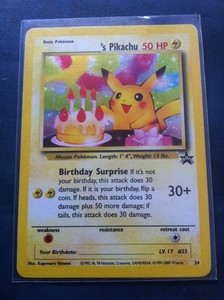 Basic Pokémon
's Pikachu 50 HP
Mouse Pokémon. Length: 1' 4", Weight: 13 lbs.
Birthday Surprise If it's not
your birthday, this attack does 30
damage. If it is your birthday, flip a
coin. If heads, this attack does 30
damage plus 50 more damage; if
tails, this attack does 30 damage.
30+
weakness resistance retreat cost
Your Birthdate: LV. 17 #25
Illus. Kagemaru Himeno
24